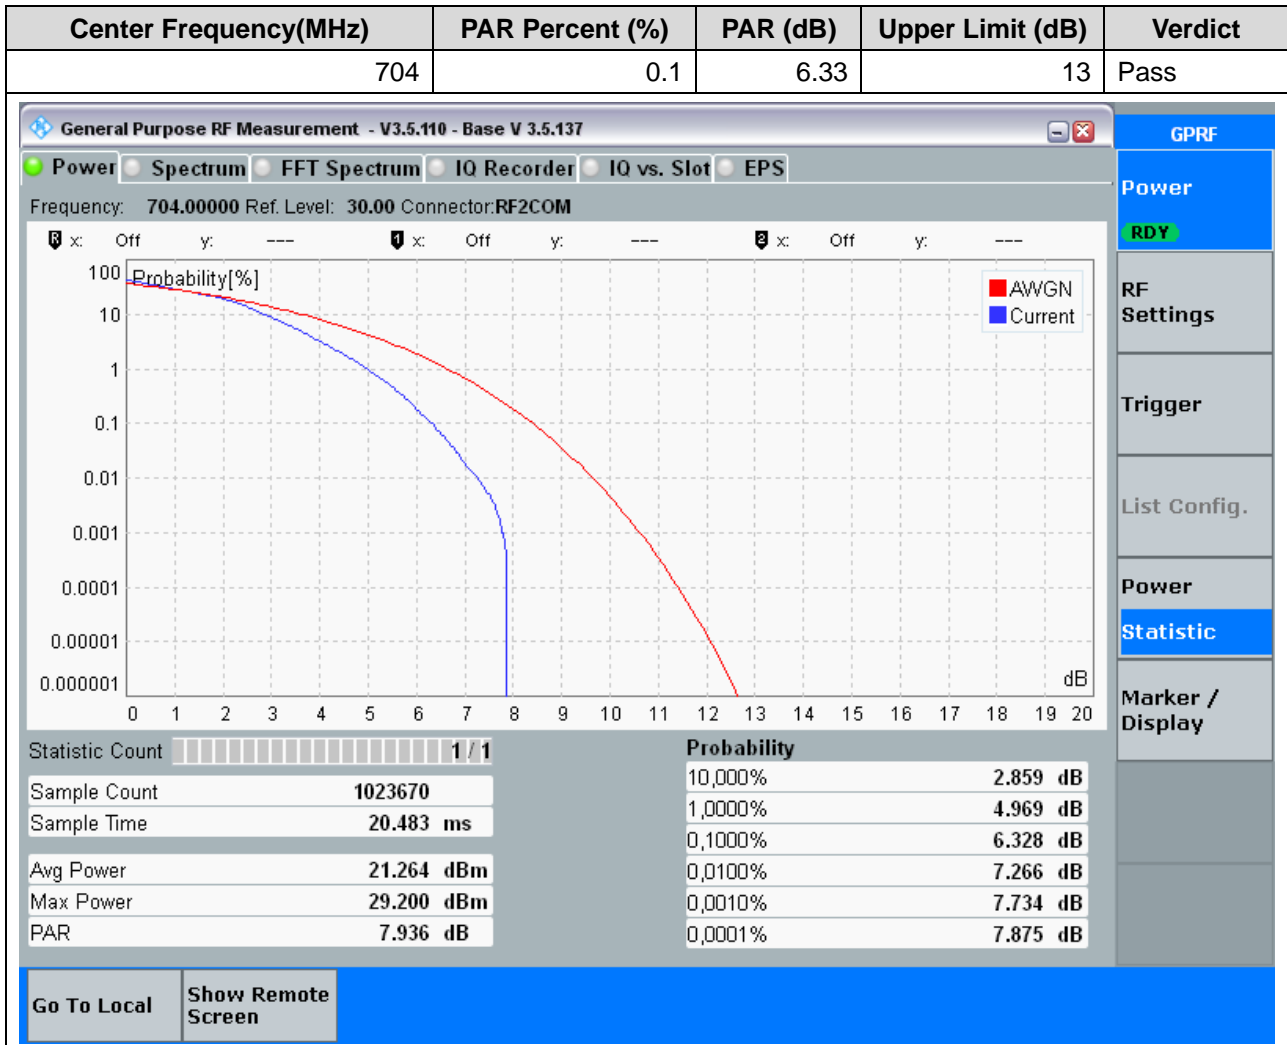 Center Frequency(MHz) PAR Percent (%) PAR (dB) Upper Limit (dB) Verdict
704 0.1 6.33 13 Pass
General Purpose RF Measurement - V3.5.110 - Base V 3.5.137
GPRF
Power Spectrum FFT Spectrum IQ Recorder IQ vs. Slot EPS
Power
RDY
Frequency: 704.00000 Ref. Level: 30.00 Connector:RF2COM
R x: Off y: --- 1 x: Off y: --- 2 x: Off y: ---
Probability[%]
AWGN
Current
100
10
1
0.1
0.01
0.001
0.0001
0.00001
0.000001
dB
0 1 2 3 4 5 6 7 8 9 10 11 12 13 14 15 16 17 18 19 20
RF
Settings
Trigger
List Config.
Power
Statistic
Marker /
Display
Statistic Count 1 / 1
Sample Count 1023670
Sample Time 20.483 ms
Avg Power 21.264 dBm
Max Power 29.200 dBm
PAR 7.936 dB
Probability
10,000% 2.859 dB
1,0000% 4.969 dB
0,1000% 6.328 dB
0,0100% 7.266 dB
0,0010% 7.734 dB
0,0001% 7.875 dB
Go To Local
Show Remote
Screen